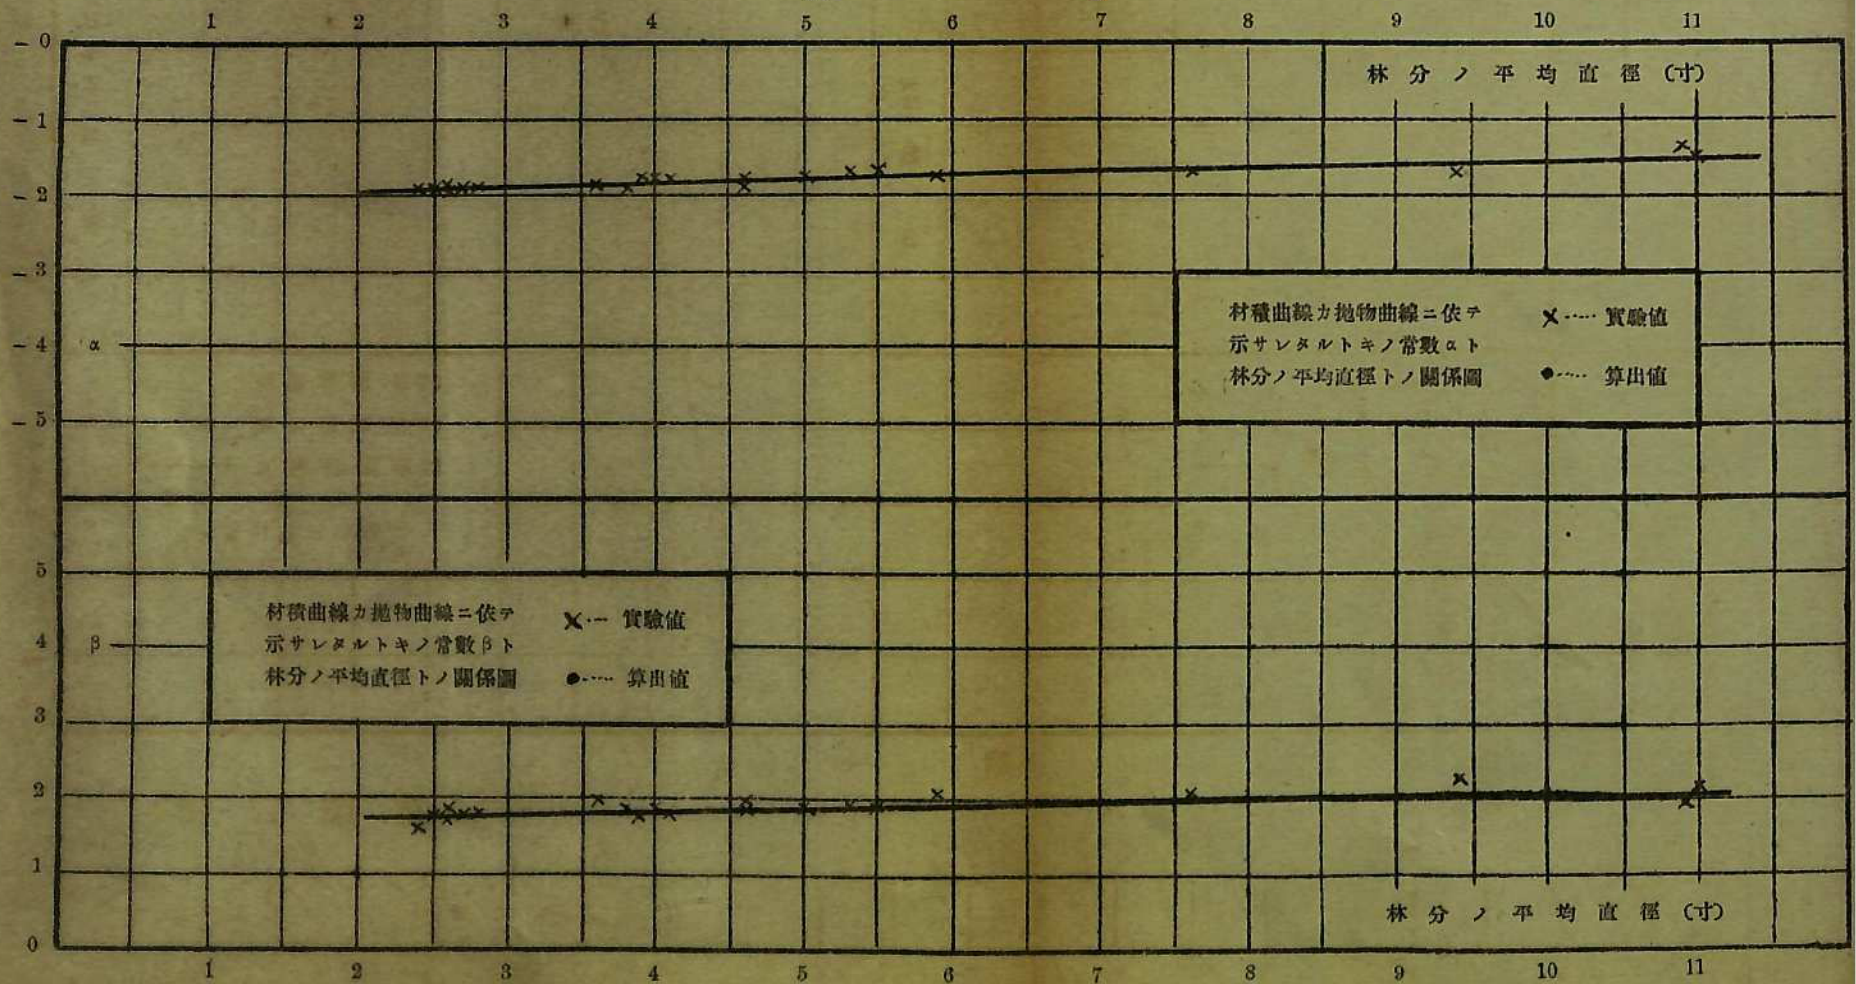 1 2 3 4 5 6 7 8 9 10 11
- 0
林分ノ平均直徑(寸)
- 1
- 2
- 3
材積曲線カ抛物曲線ニ依テ
示サレタルトキノ常數αト
林分ノ平均直徑トノ關係圖
×..... 實驗値
●..... 算出値
- 4 α
- 5
5
材積曲線カ抛物曲線ニ依テ
示サレタルトキノ常數βト
林分ノ平均直徑トノ關係圖
×... 實驗値
●..... 算出値
4 β
3
2
1
林分ノ平均直徑(寸)
0
1 2 3 4 5 6 7 8 9 10 11